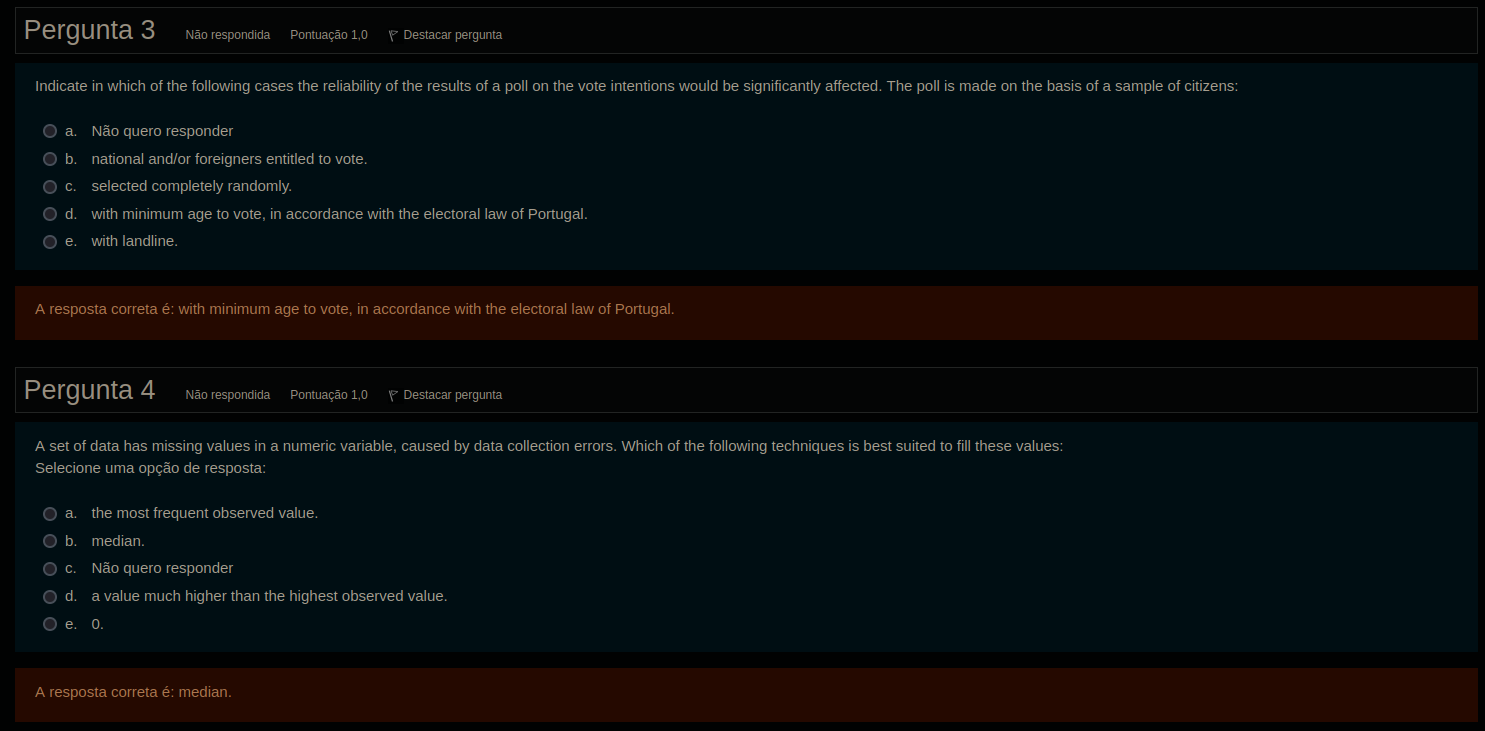 Pergunta 3 Não respondida Pontuação 1,0 Destacar pergunta
Indicate in which of the following cases the reliability of the results of a poll on the vote intentions would be significantly affected. The poll is made on the basis of a sample of citizens:
a. Não quero responder
b. national and/or foreigners entitled to vote.
c. selected completely randomly.
d. with minimum age to vote, in accordance with the electoral law of Portugal.
e. with landline.
A resposta correta é: with minimum age to vote, in accordance with the electoral law of Portugal.
Pergunta 4 Não respondida Pontuação 1,0 Destacar pergunta
A set of data has missing values in a numeric variable, caused by data collection errors. Which of the following techniques is best suited to fill these values:
Selecione uma opção de resposta:
a. the most frequent observed value.
b. median.
c. Não quero responder
d. a value much higher than the highest observed value.
e. 0.
A resposta correta é: median.